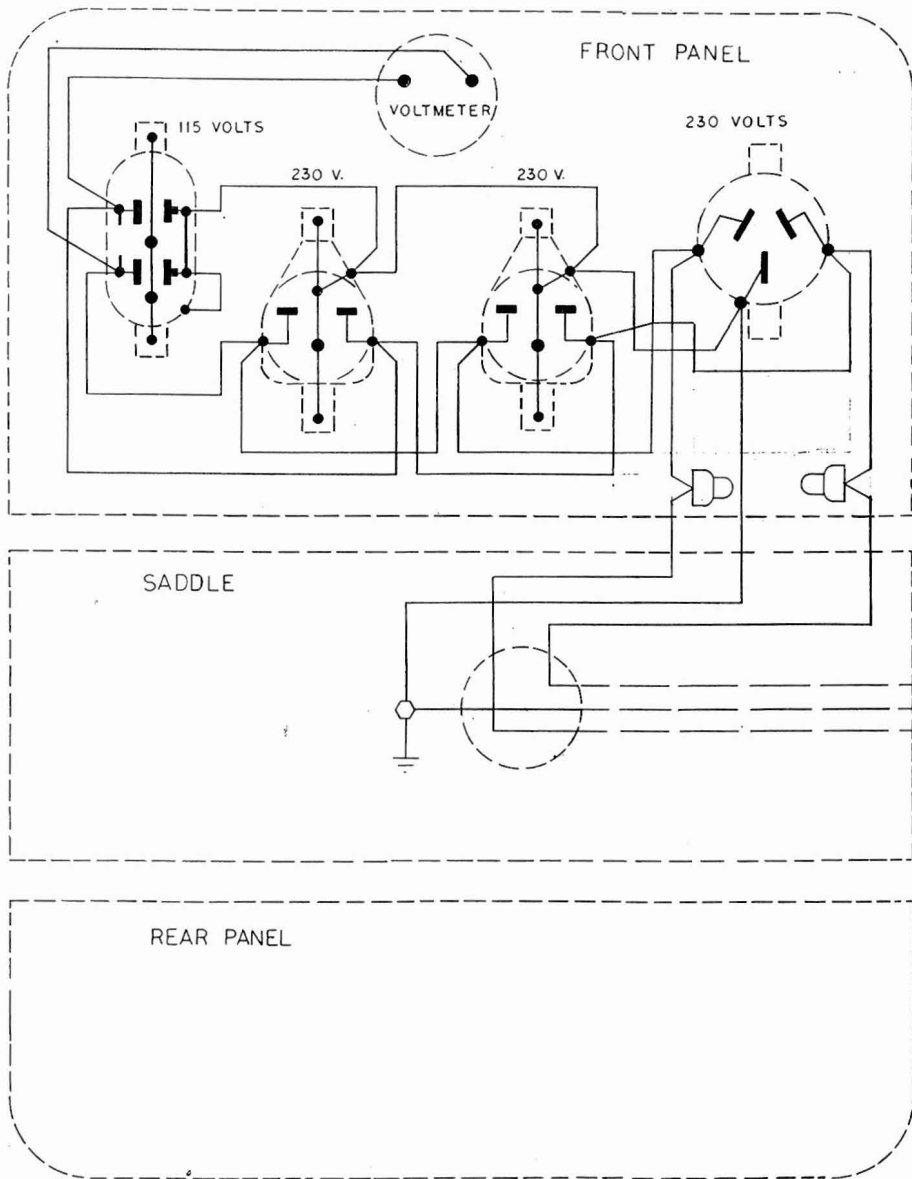 FRONT PANEL
VOLTMETER
115 VOLTS
230 VOLTS
230 V.
230 V.
SADDLE
REAR PANEL